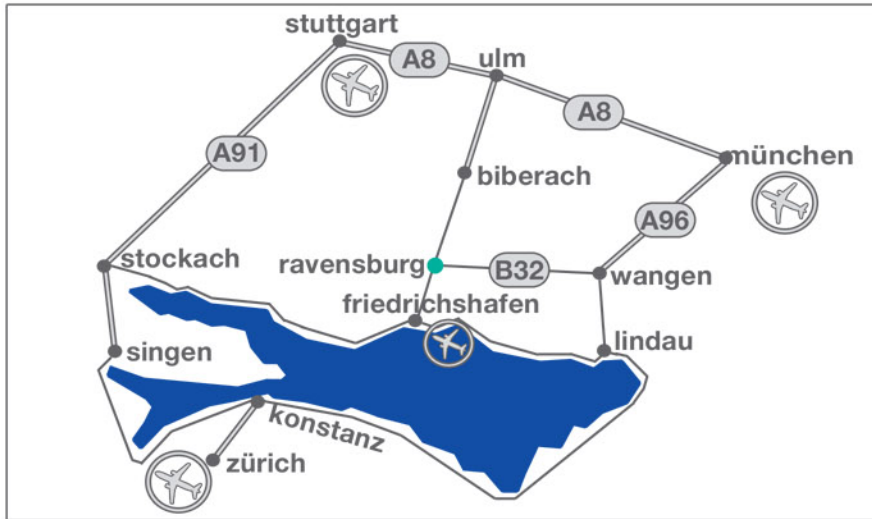 stuttgart
A8
ulm
A8
A91
münchen
biberach
A96
stockach
ravensburg
B32
wangen
friedrichshafen
singen
lindau
konstanz
zürich